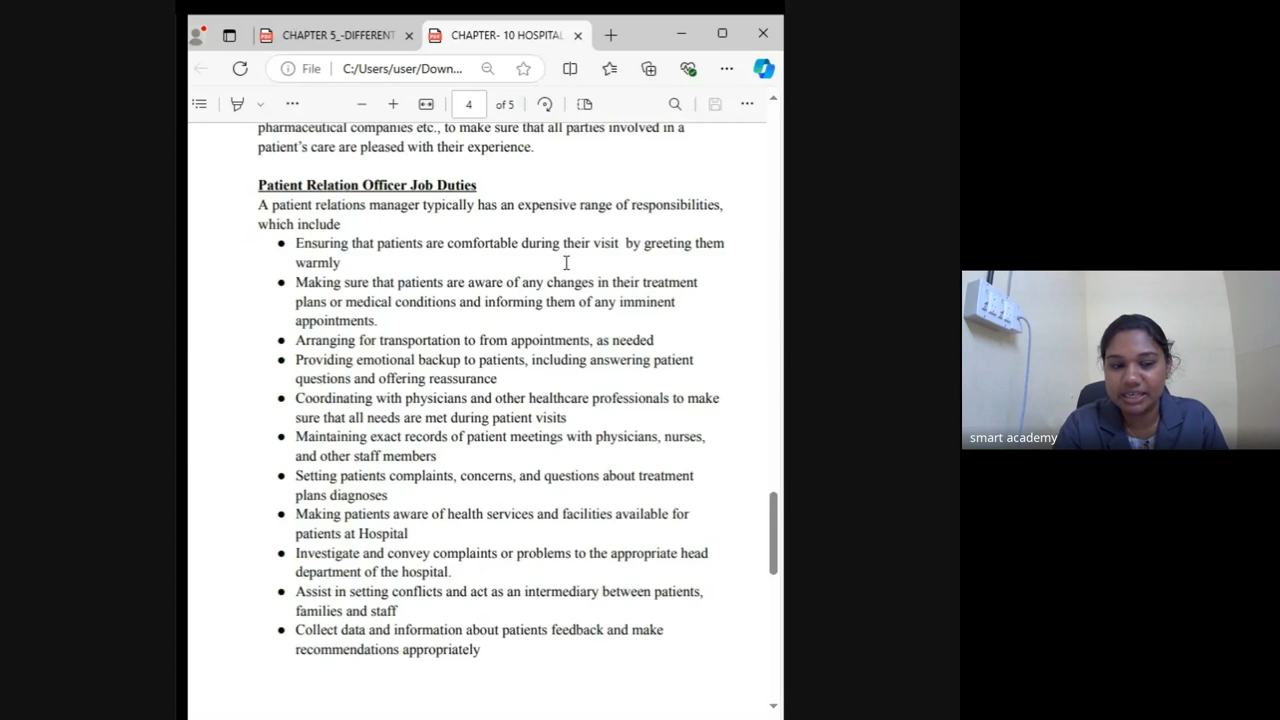 CHAPTER 5_-DIFFERENT
CHAPTER- 10 HOSPITAL
File
C:/Users/user/Down...
4 of 5
pharmaceutical companies etc., to make sure that all parties involved in a
patient's care are pleased with their experience.
Patient Relation Officer Job Duties
A patient relations manager typically has an expensive range of responsibilities,
which include
● Ensuring that patients are comfortable during their visit by greeting them
warmly
● Making sure that patients are aware of any changes in their treatment
plans or medical conditions and informing them of any imminent
appointments.
● Arranging for transportation to from appointments, as needed
● Providing emotional backup to patients, including answering patient
questions and offering reassurance
● Coordinating with physicians and other healthcare professionals to make
sure that all needs are met during patient visits
● Maintaining exact records of patient meetings with physicians, nurses,
and other staff members
● Setting patients complaints, concerns, and questions about treatment
plans diagnoses
● Making patients aware of health services and facilities available for
patients at Hospital
● Investigate and convey complaints or problems to the appropriate head
department of the hospital.
● Assist in setting conflicts and act as an intermediary between patients,
families and staff
● Collect data and information about patients feedback and make
recommendations appropriately
smart academy